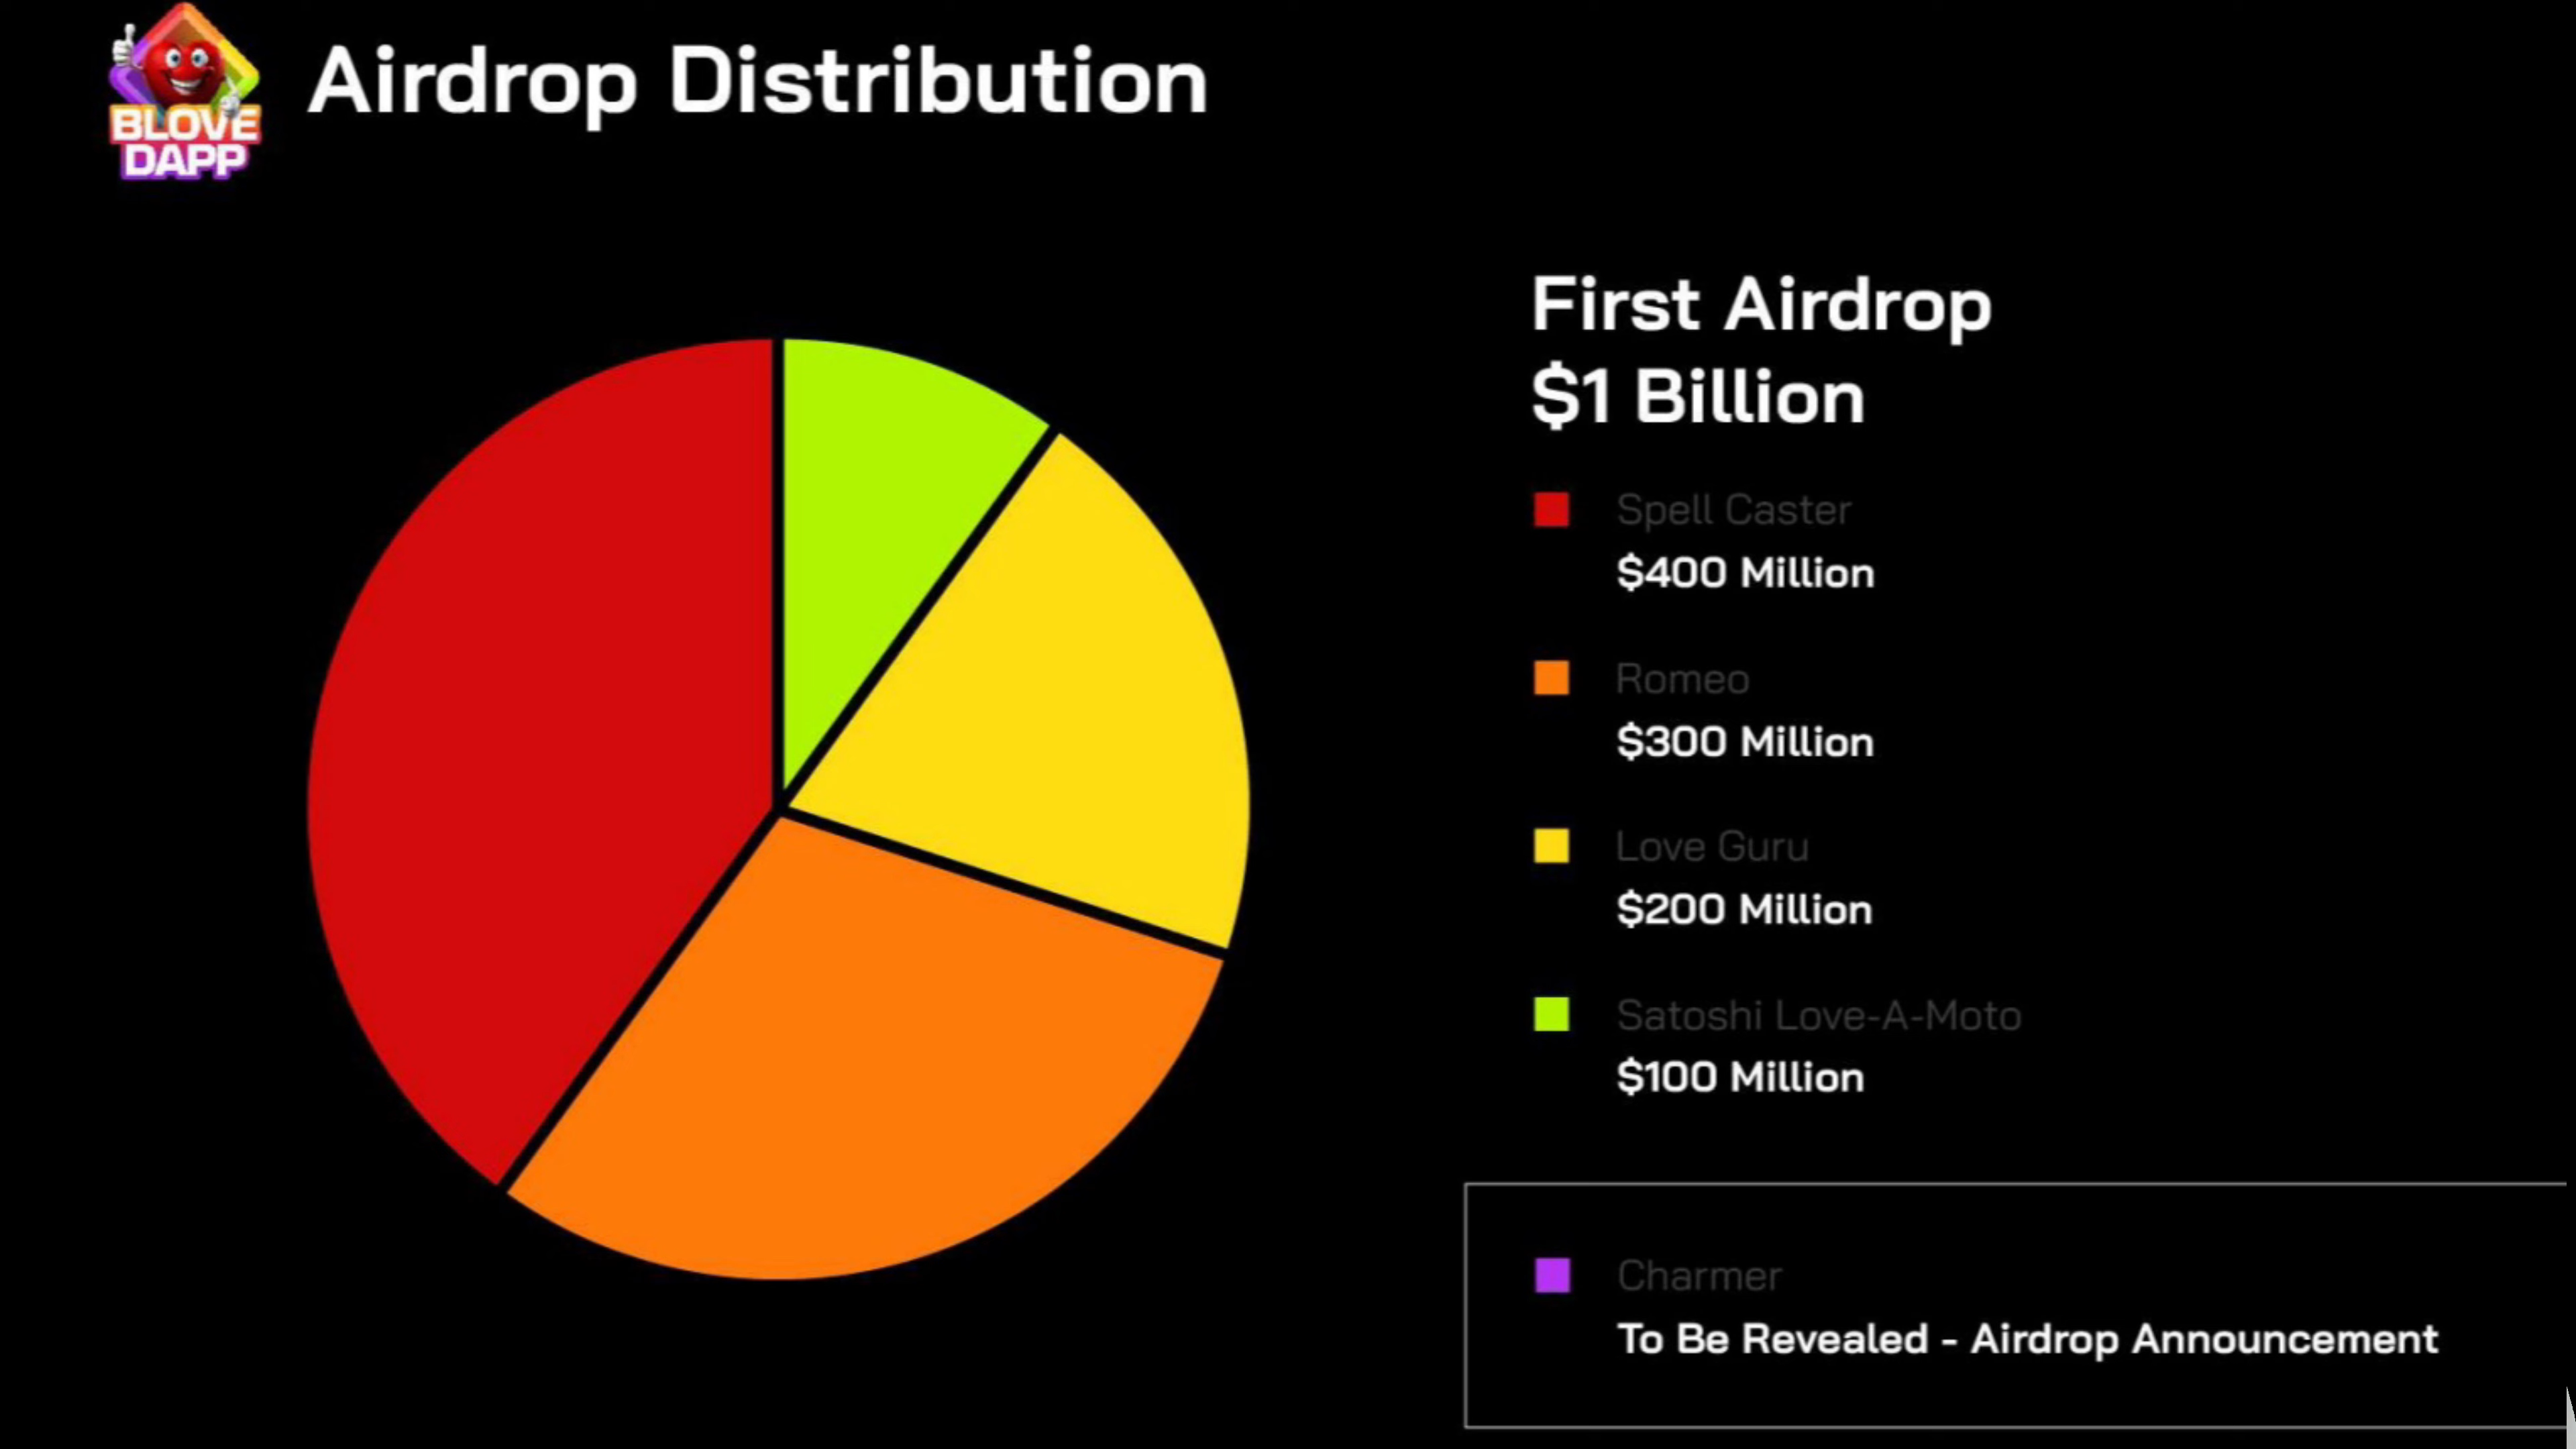 BLOVE
DAPP
Airdrop Distribution
First Airdrop
$1 Billion
Spell Caster
$400 Million
Romeo
$300 Million
Love Guru
$200 Million
Satoshi Love-A-Moto
$100 Million
Charmer
To Be Revealed - Airdrop Announcement